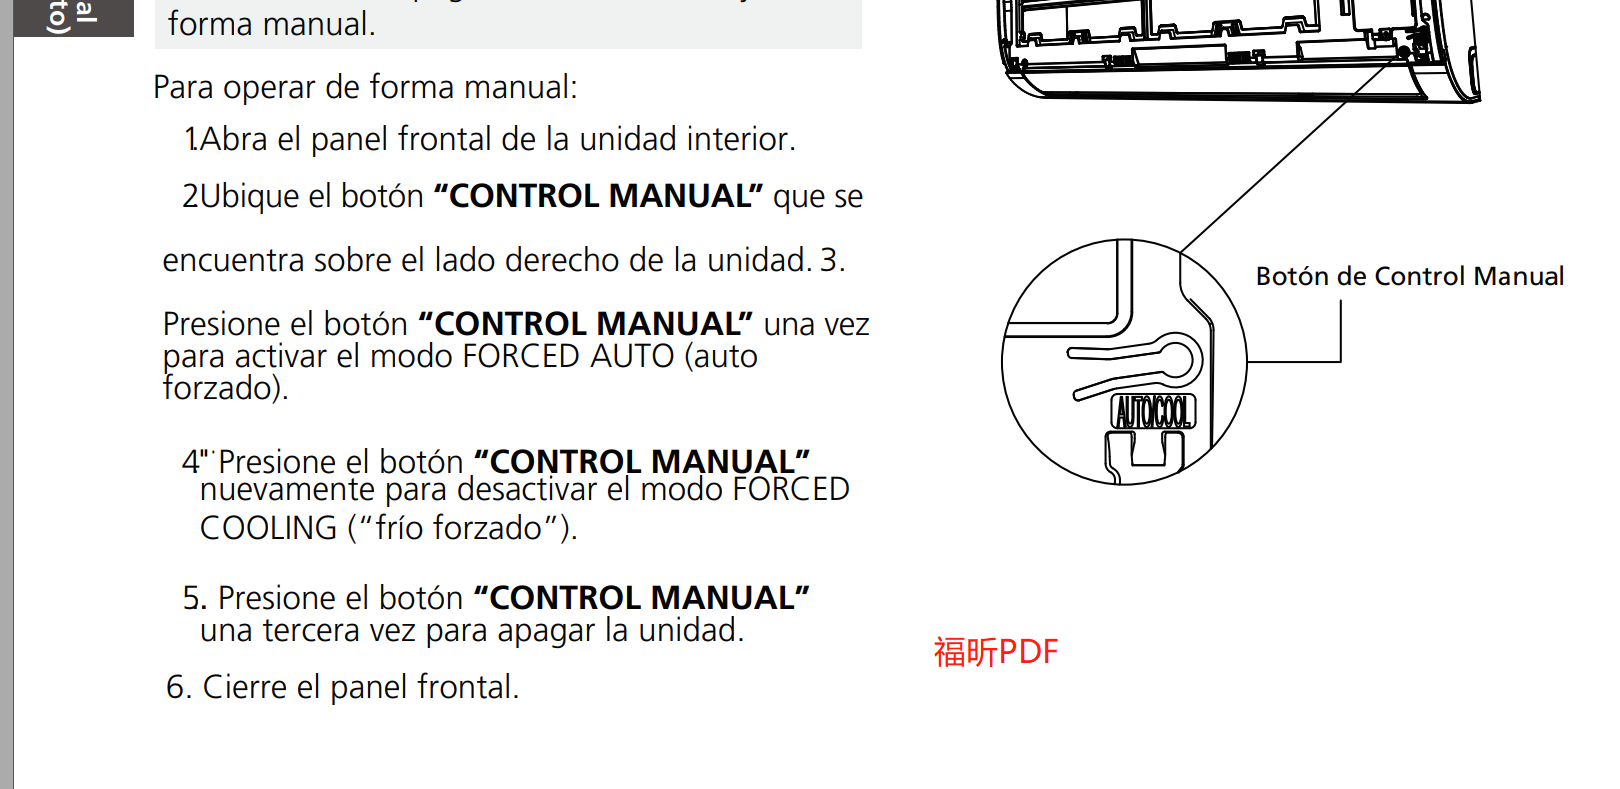 al
to)
forma manual.
Para operar de forma manual:
1.Abra el panel frontal de la unidad interior.
2Ubique el botón “CONTROL MANUAL” que se
encuentra sobre el lado derecho de la unidad. 3.
Presione el botón “CONTROL MANUAL” una vez
para activar el modo FORCED AUTO (auto
forzado).
4"˙Presione el botón “CONTROL MANUAL”
nuevamente para desactivar el modo FORCED
COOLING (“frío forzado”).
5. Presione el botón “CONTROL MANUAL”
una tercera vez para apagar la unidad.
6. Cierre el panel frontal.
Botón de Control Manual
AUTO/COOL
福昕PDF